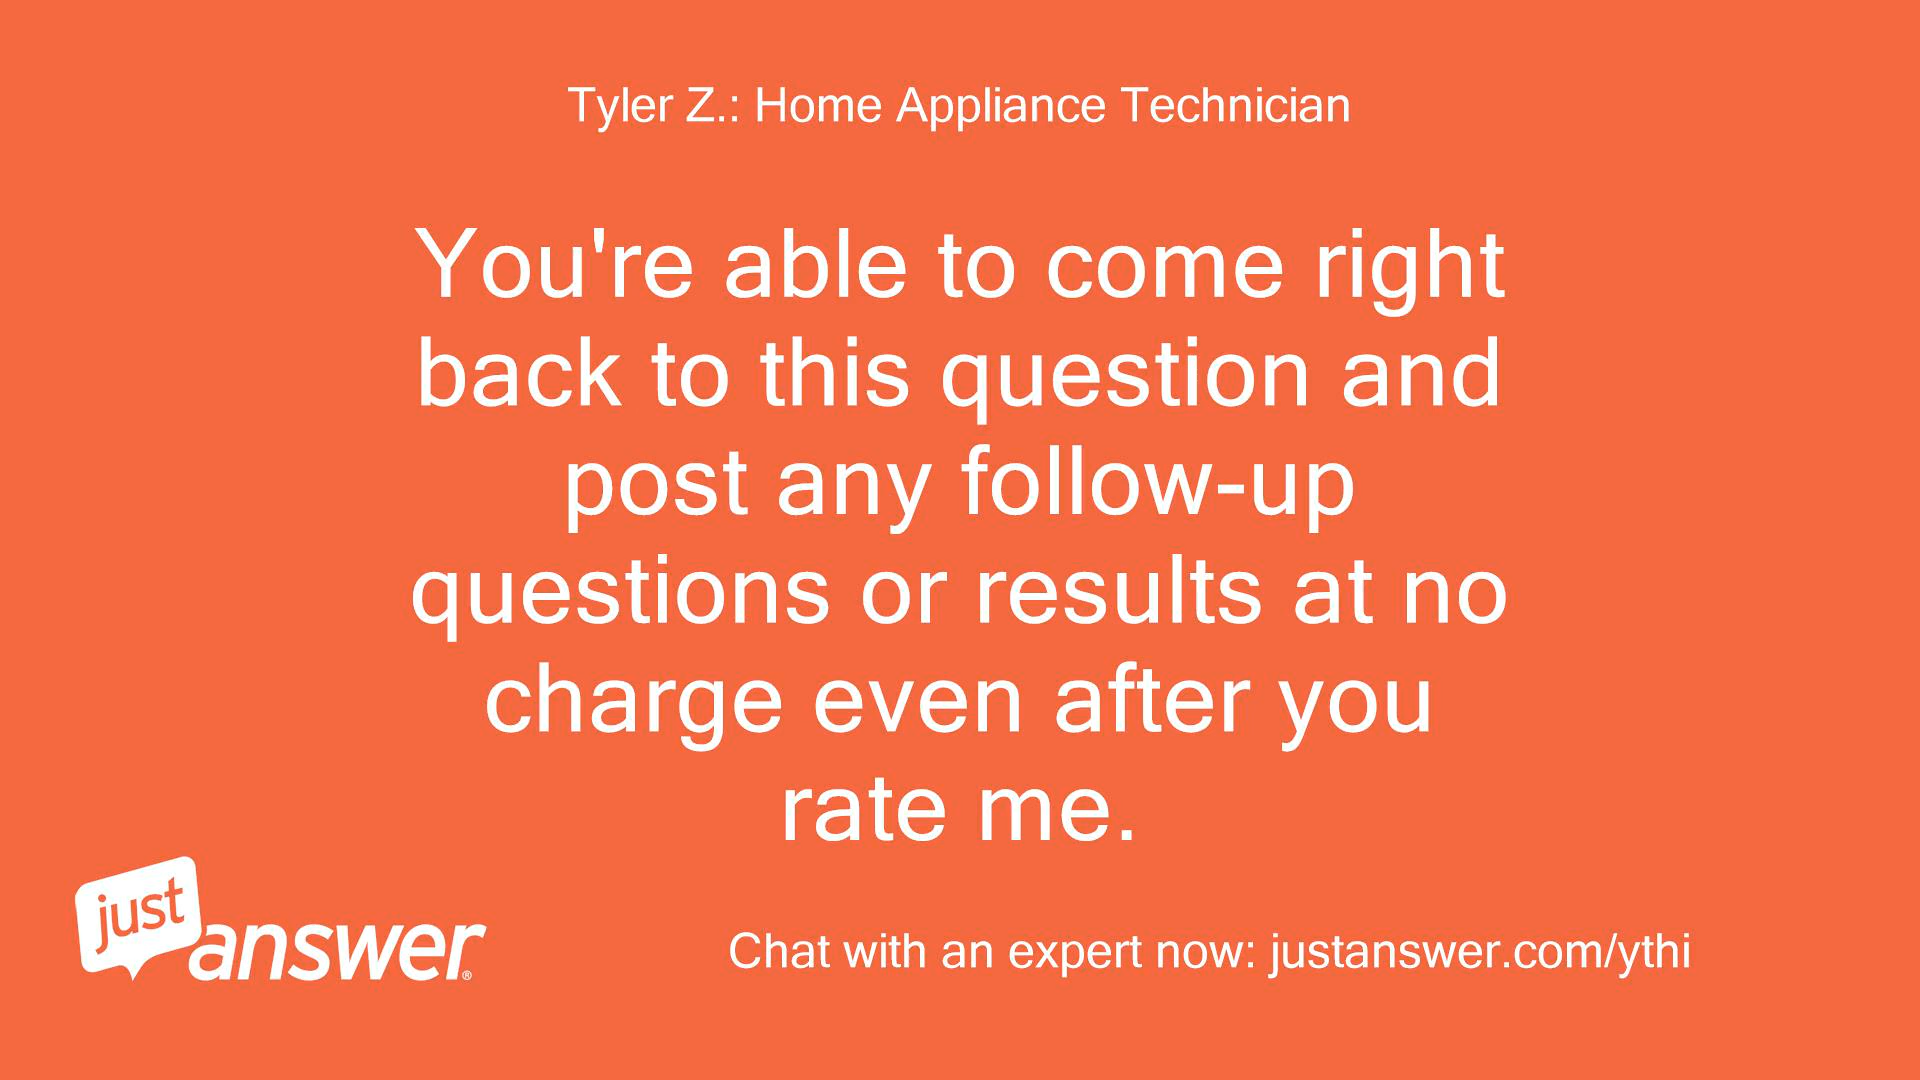 Tyler Z.: Home Appliance Technician
You're able to come right
back to this question and
post any follow-up
questions or results at no
charge even after you
rate me.
just
answer®
Chat with an expert now: justanswer.com/ythi